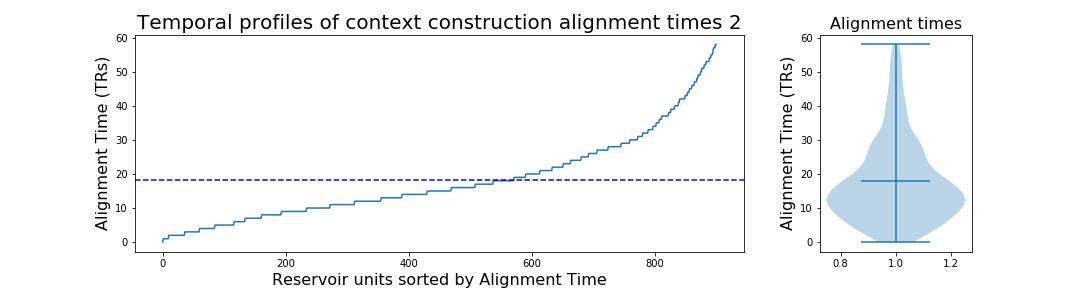 Temporal profiles of context construction alignment times 2
Alignment Time (TRs)
60
50
40
30
20
10
0
0 200 400 600 800
Reservoir units sorted by Alignment Time
Alignment times
Alignment Time (TRs)
60
50
40
30
20
10
0
0.8 1.0 1.2